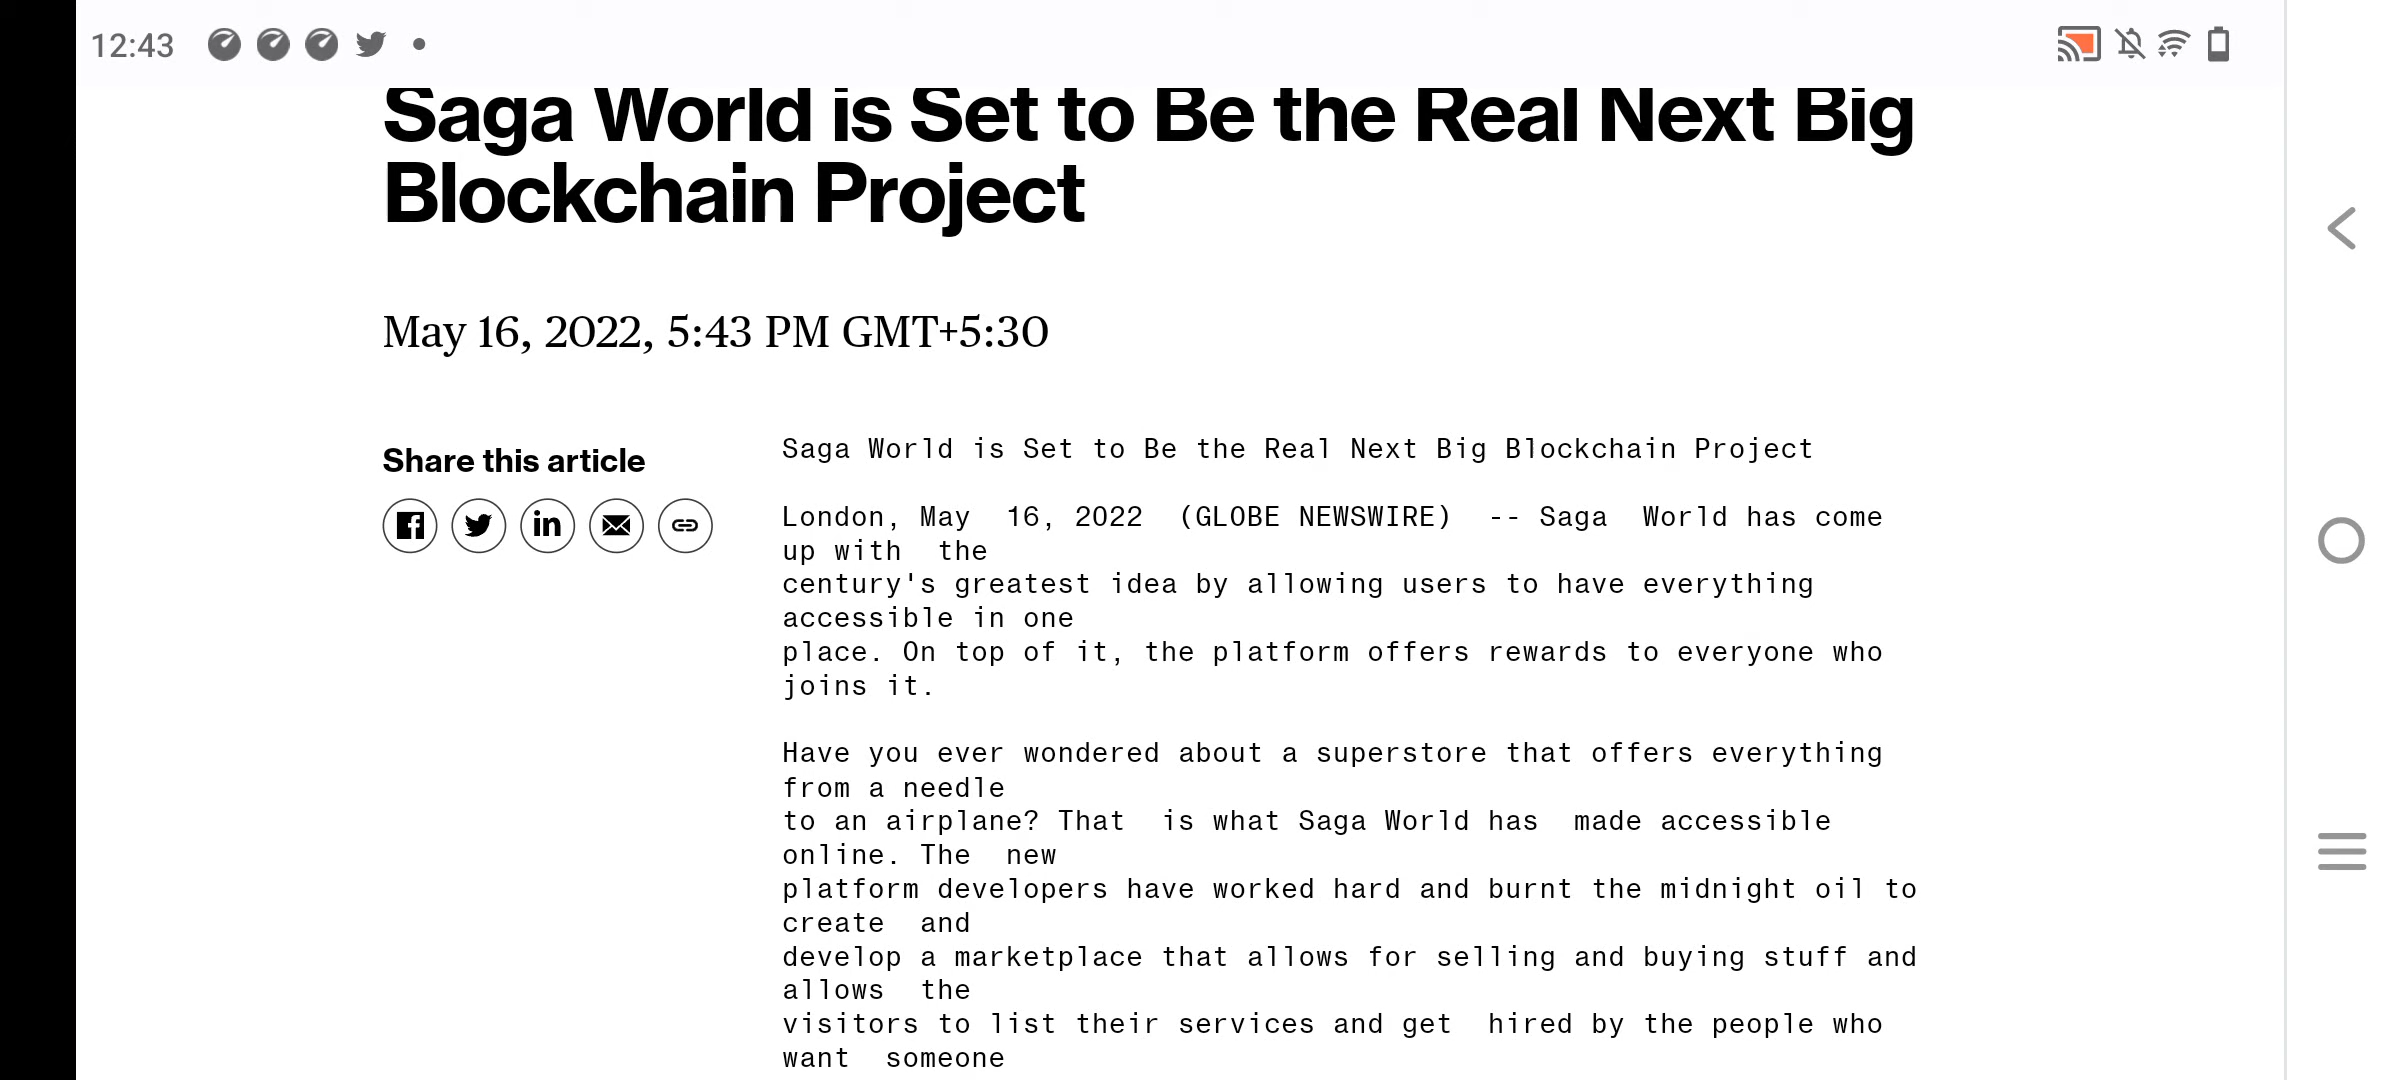 12:43
Saga World is Set to Be the Real Next Big
Blockchain Project
May 16, 2022, 5:43 PM GMT+5:30
Share this article
Saga World is Set to Be the Real Next Big Blockchain Project
London, May  16, 2022  (GLOBE NEWSWIRE)  -- Saga  World has come
up with  the
century's greatest idea by allowing users to have everything
accessible in one
place. On top of it, the platform offers rewards to everyone who
joins it.
Have you ever wondered about a superstore that offers everything
from a needle
to an airplane? That  is what Saga World has  made accessible
online. The  new
platform developers have worked hard and burnt the midnight oil to
create  and
develop a marketplace that allows for selling and buying stuff and
allows  the
visitors to list their services and get  hired by the people who
want  someone